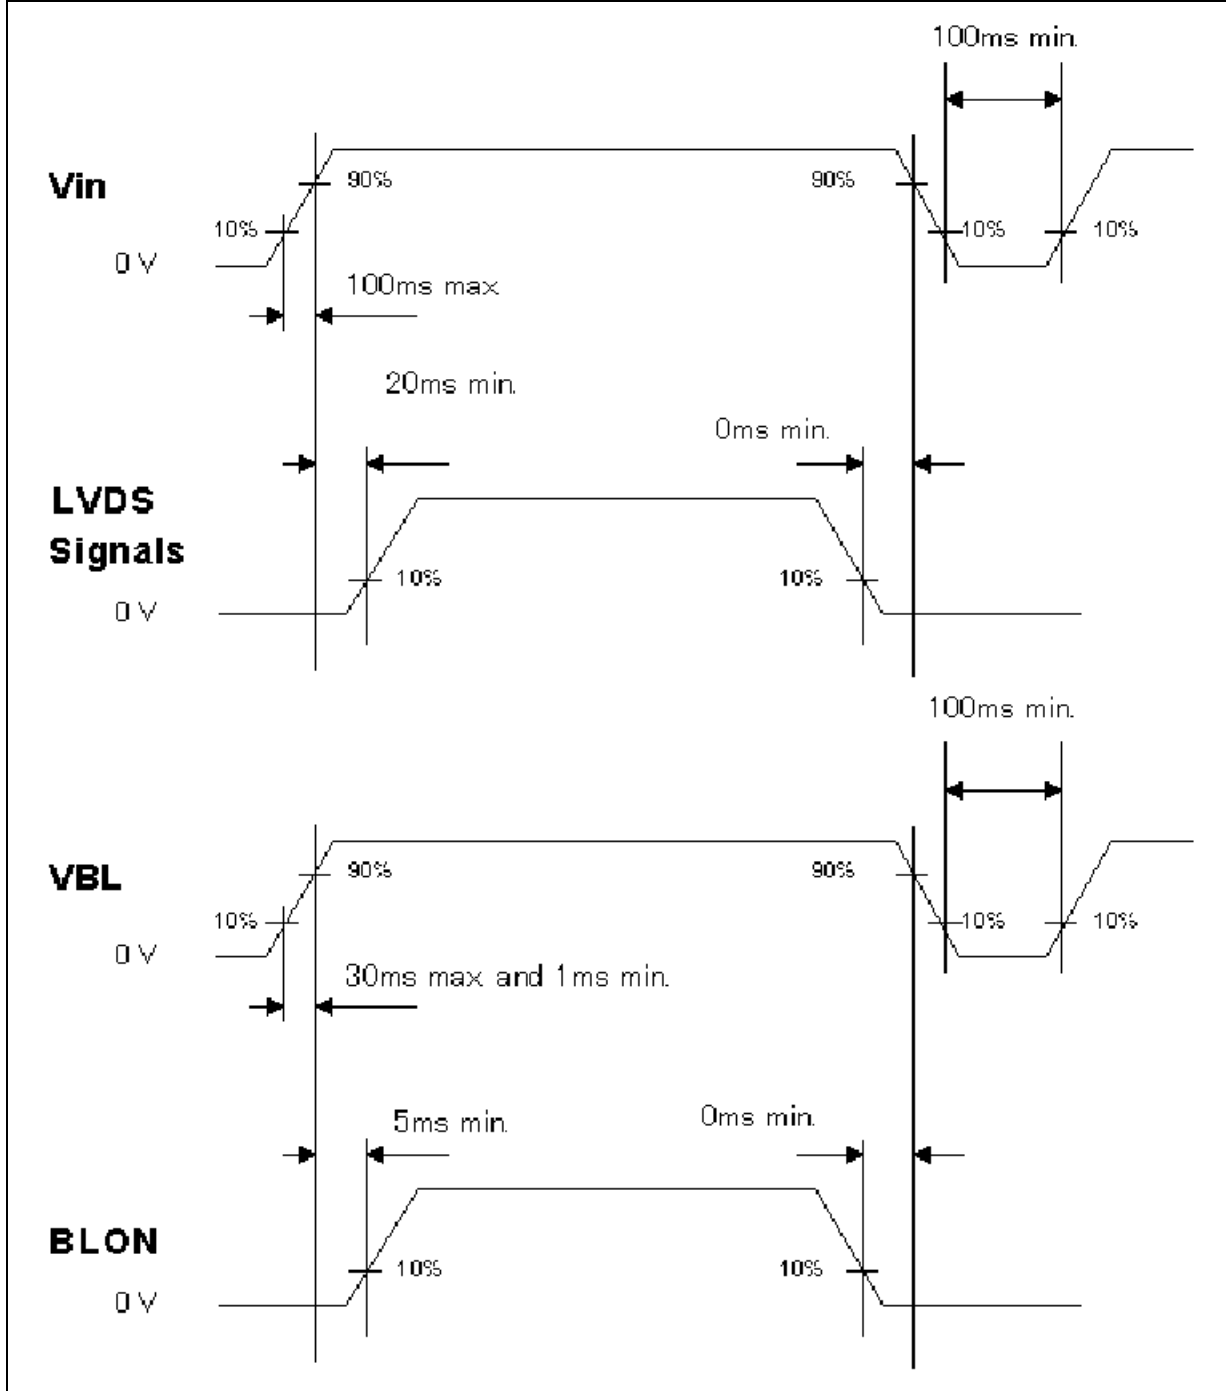 100ms min.
Vin
90%
90%
10%
10%
10%
0 V
100ms max
20ms min.
0ms min.
LVDS
Signals
10%
10%
0 V
100ms min.
VBL
90%
90%
10%
10%
10%
0 V
30ms max and 1ms min.
5ms min.
0ms min.
BLON
10%
10%
0 V